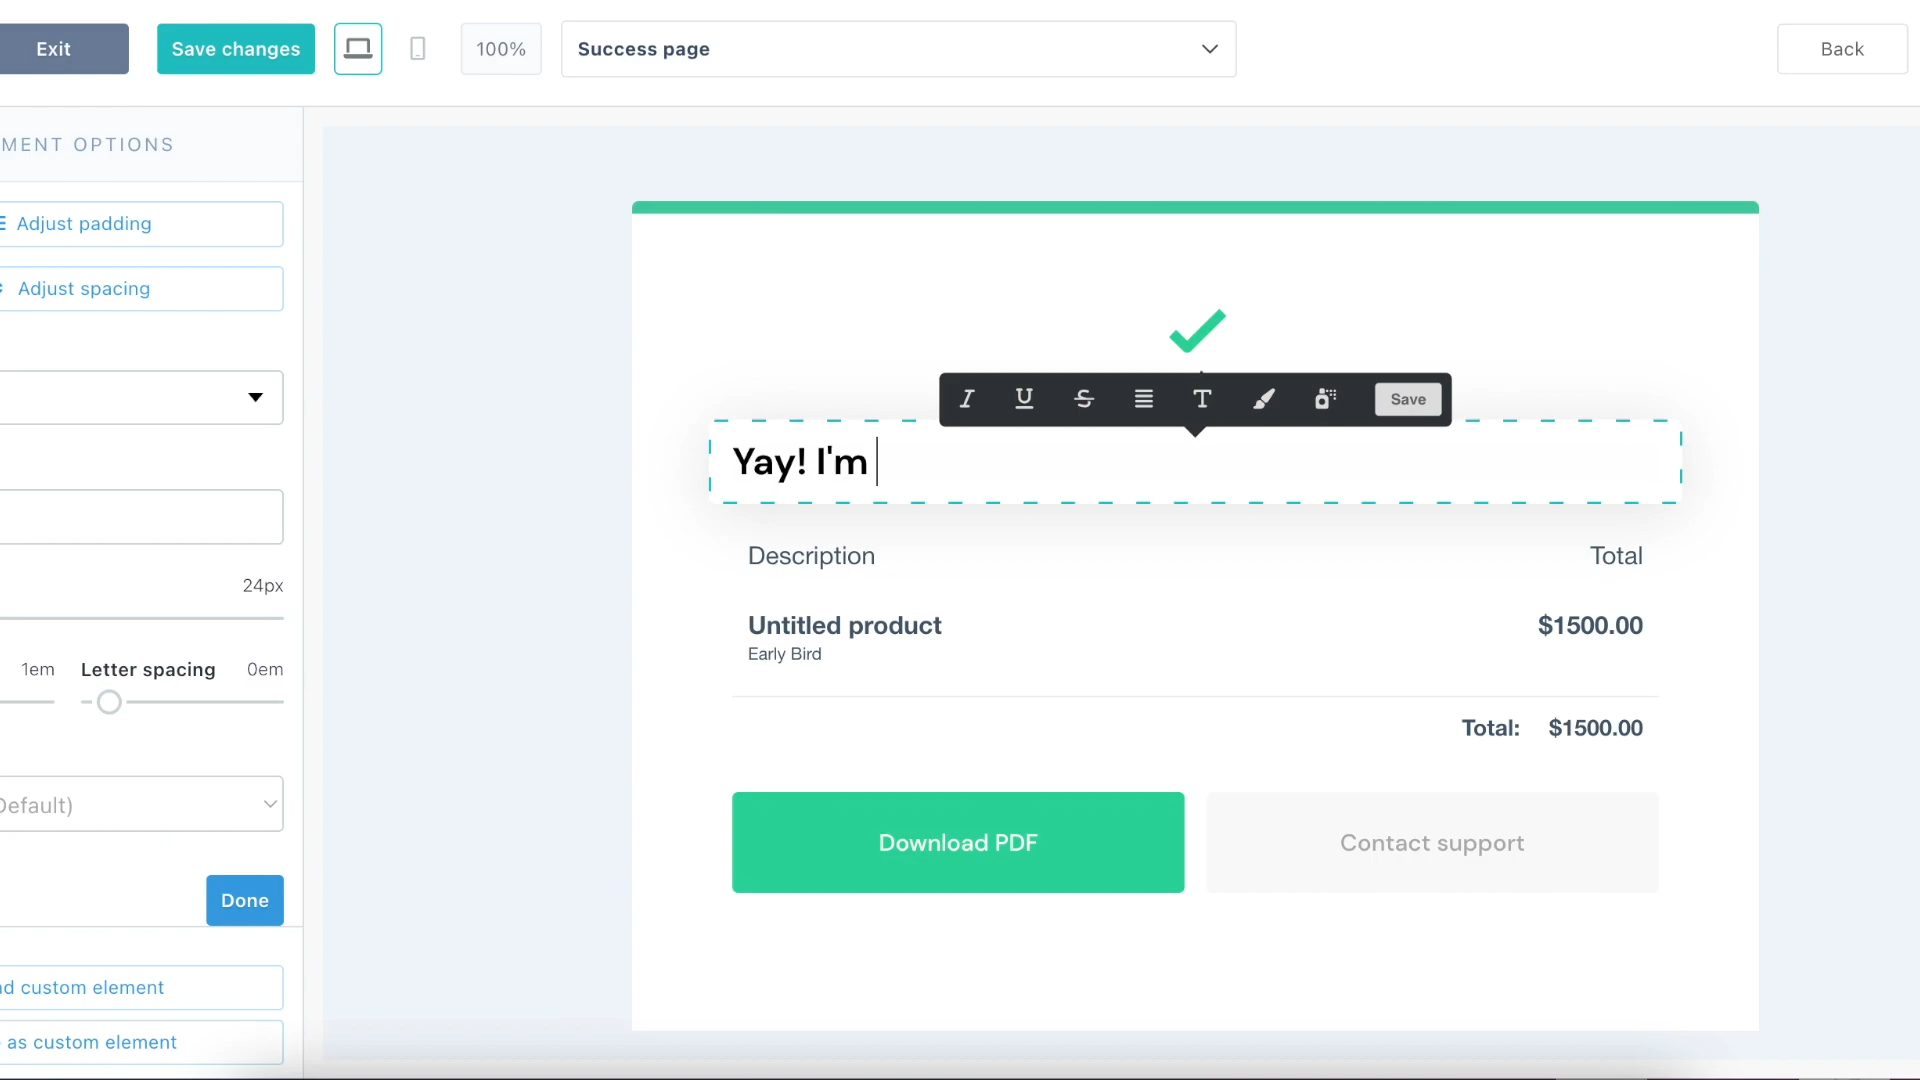 Exit
Save changes
100%
Success page
Back
MENT OPTIONS
Adjust padding
Adjust spacing
24px
1em
Letter spacing
0em
Default)
Done
d custom element
as custom element
Save
Yay! I'm
Description
Total
Untitled product
$1500.00
Early Bird
Total:
$1500.00
Download PDF
Contact support